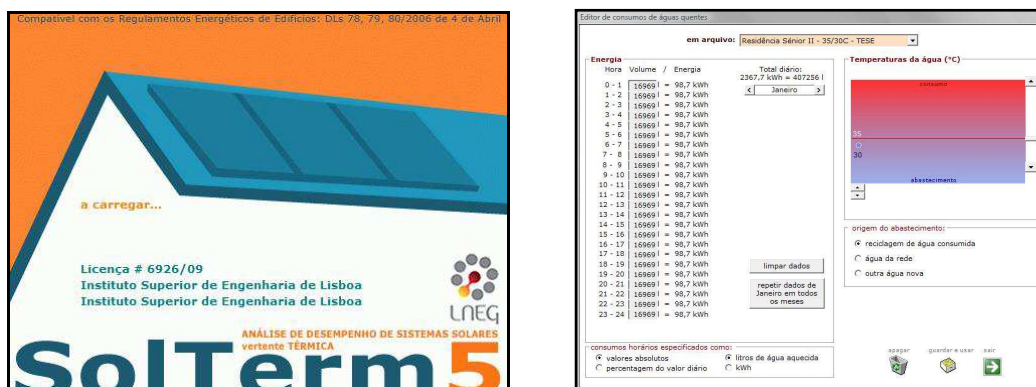 Compatível com os Regulamentos Energéticos de Edifícios: DLs 78, 79, 80/2006 de 4 de Abril
a carregar...
Licença # 6926/09
Instituto Superior de Engenharia de Lisboa
Instituto Superior de Engenharia de Lisboa
LNEG
ANÁLISE DE DESEMPENHO DE SISTEMAS SOLARES
vertente TÉRMICA
SolTerm5
Editor de consumos de águas quentes
em arquivo: Residência Sénior II - 35/30C - TESE
Energia
Hora Volume / Energia
0 - 1 16969 l = 98,7 kWh
1 - 2 16969 l = 98,7 kWh
2 - 3 16969 l = 98,7 kWh
3 - 4 16969 l = 98,7 kWh
4 - 5 16969 l = 98,7 kWh
5 - 6 16969 l = 98,7 kWh
6 - 7 16969 l = 98,7 kWh
7 - 8 16969 l = 98,7 kWh
8 - 9 16969 l = 98,7 kWh
9 - 10 16969 l = 98,7 kWh
10 - 11 16969 l = 98,7 kWh
11 - 12 16969 l = 98,7 kWh
12 - 13 16969 l = 98,7 kWh
13 - 14 16969 l = 98,7 kWh
14 - 15 16969 l = 98,7 kWh
15 - 16 16969 l = 98,7 kWh
16 - 17 16969 l = 98,7 kWh
17 - 18 16969 l = 98,7 kWh
18 - 19 16969 l = 98,7 kWh
19 - 20 16969 l = 98,7 kWh
20 - 21 16969 l = 98,7 kWh
21 - 22 16969 l = 98,7 kWh
22 - 23 16969 l = 98,7 kWh
23 - 24 16969 l = 98,7 kWh
Total diário:
2367,7 kWh = 407256 l
< Janeiro >
limpar dados
repetir dados de
Janeiro em todos
os meses
consumos horários especificados como:
valores absolutos
percentagem do valor diário
litros de água aquecida
kWh
Temperaturas da água (°C)
consumo
35
30
abastecimento
origem do abastecimento:
reciclagem de água consumida
água da rede
outra água nova
apagar
guardar e usar
sair